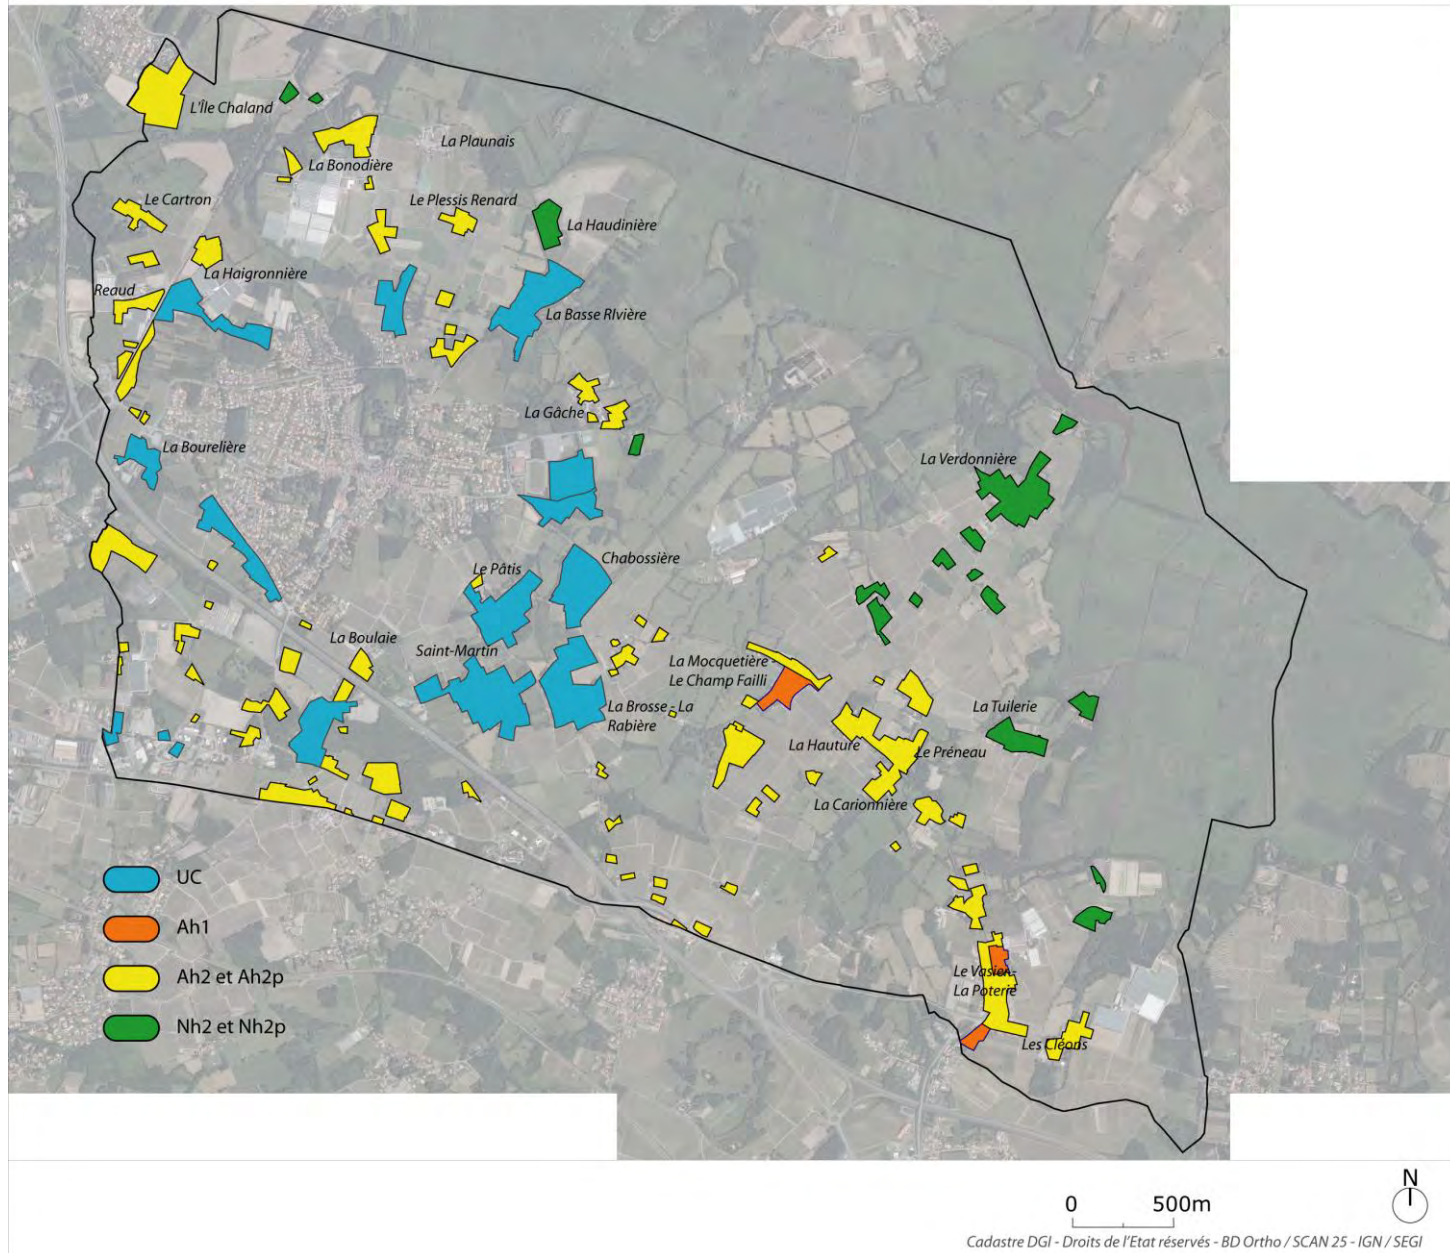 L'Île Chaland
La Plaunais
La Bonodière
Le Cartron
Le Plessis Renard
La Haudinière
La Haigronnière
Reaud
La Basse RIvière
La Gâche
La Bourelière
La Verdonnière
Chabossière
Le Pâtis
La Boulaie
Saint-Martin
La Mocquetière -
Le Champ Failli
La Brosse - La
Rabière
La Tuilerie
La Hauture
Le Préneau
La Carionnière
UC
Ah1
Ah2 et Ah2p
Nh2 et Nh2p
Le Vasien-
La Poterie
Les Cléons
N
0 500m
Cadastre DGI - Droits de l'Etat réservés - BD Ortho / SCAN 25 - IGN / SEGI